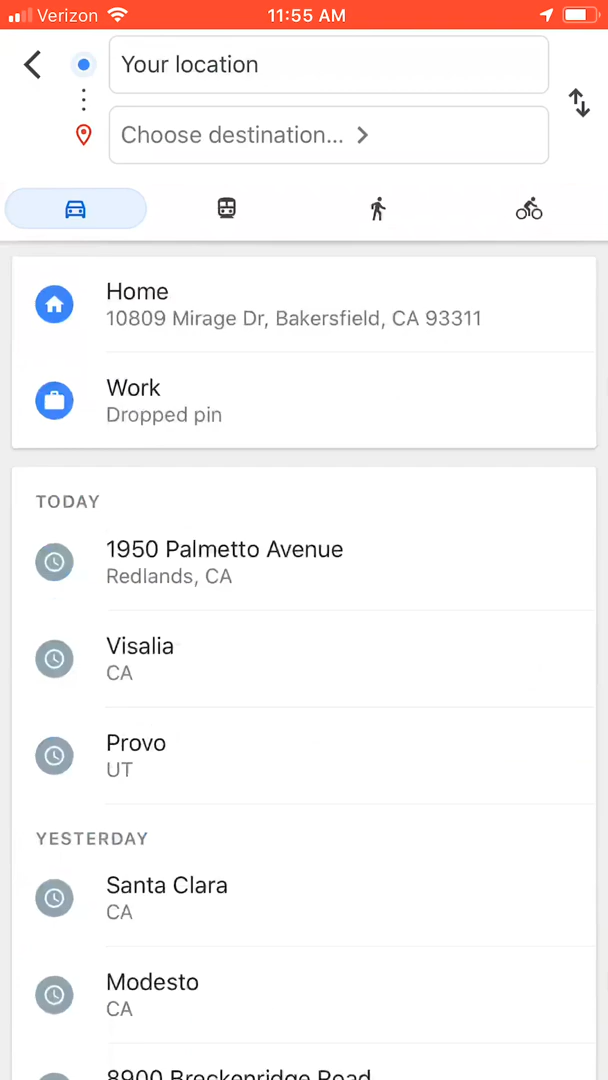 Verizon 11:55 AM
Your location
Choose destination...
Home
10809 Mirage Dr, Bakersfield, CA 93311
Work
Dropped pin
TODAY
1950 Palmetto Avenue
Redlands, CA
Visalia
CA
Provo
UT
YESTERDAY
Santa Clara
CA
Modesto
CA
8900 Breckenridge Road